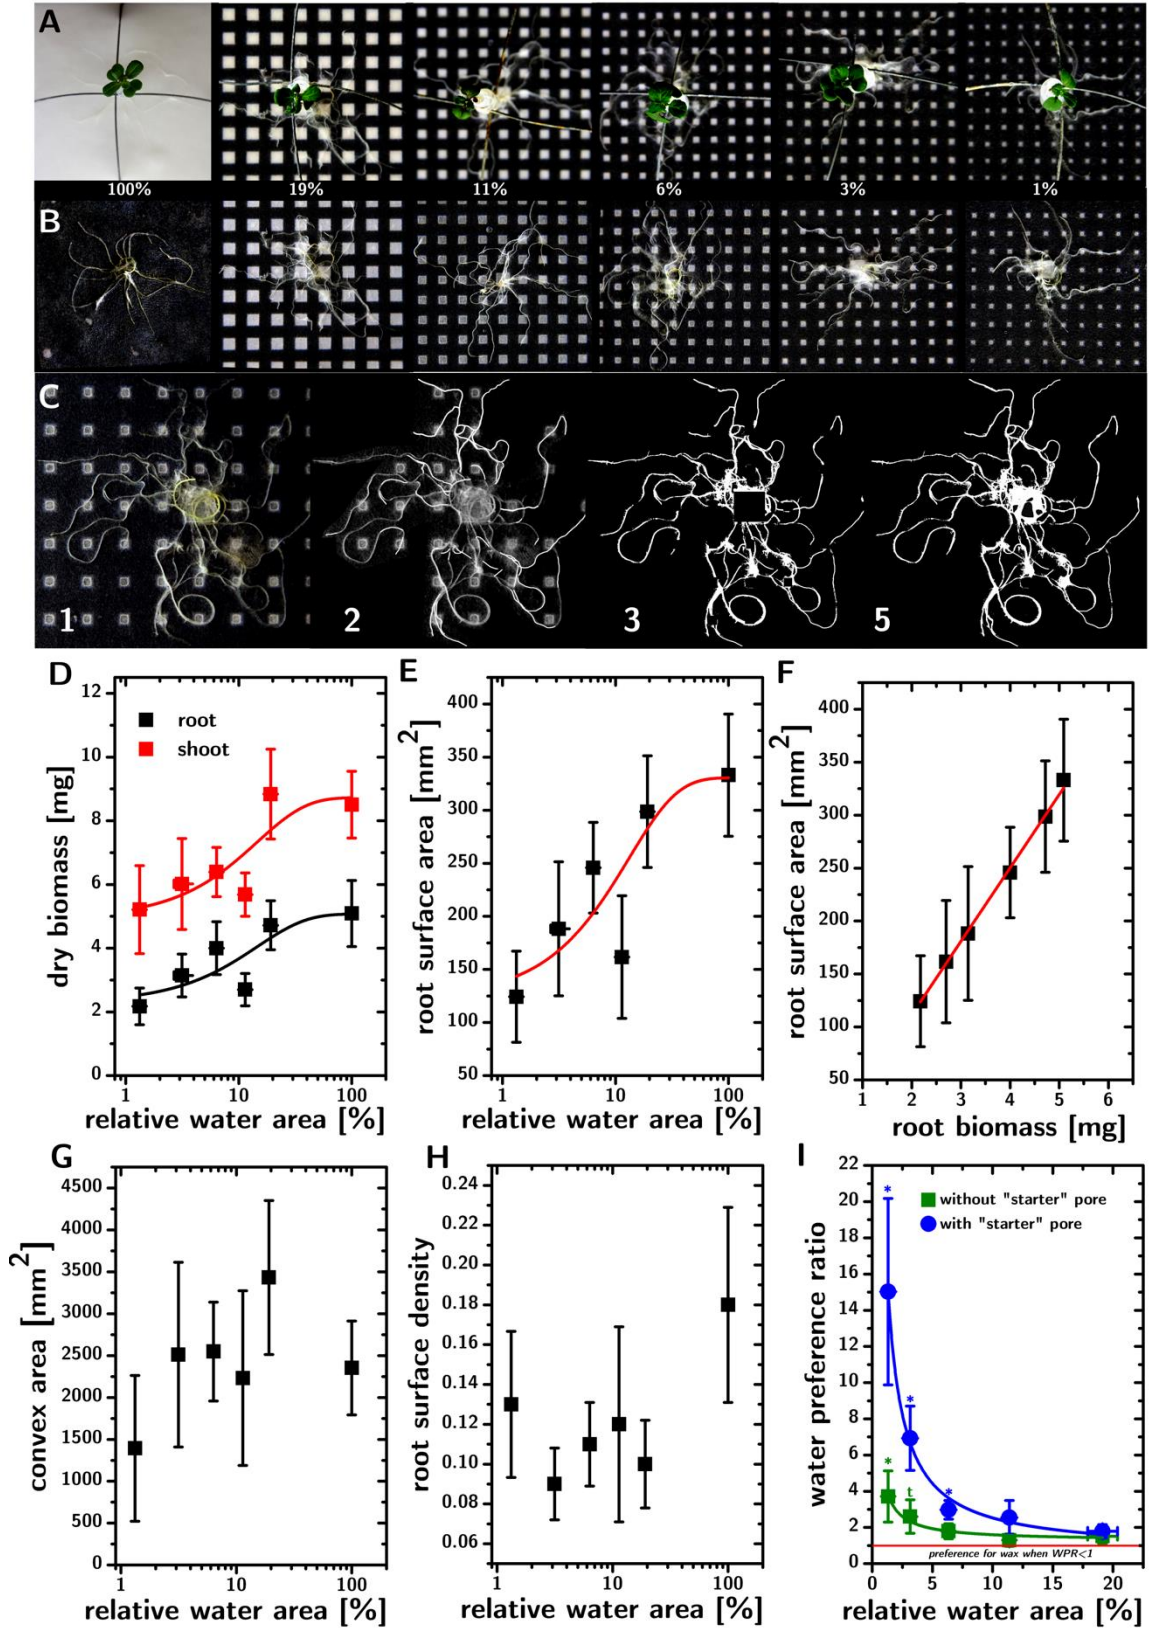 A
100% 19% 11% 6% 3% 1%
B
C
1 2 3 5
D
root
shoot
dry biomass [mg]
0 2 4 6 8 10 12
1 10 100
relative water area [%]
E
root surface area [mm2]
50 100 150 200 250 300 350 400
1 10 100
relative water area [%]
F
root surface area [mm2]
50 100 150 200 250 300 350 400
1 2 3 4 5 6
root biomass [mg]
G
convex area [mm2]
0 500 1000 1500 2000 2500 3000 3500 4000 4500
1 10 100
relative water area [%]
H
root surface density
0.06 0.08 0.10 0.12 0.14 0.16 0.18 0.20 0.22 0.24
1 10 100
relative water area [%]
I
without "starter" pore
with "starter" pore
water preference ratio
0 2 4 6 8 10 12 14 15 16 18 20 22
* * *
* t
preference for wax when WPR<1
0 5 10 15 20
relative water area [%]